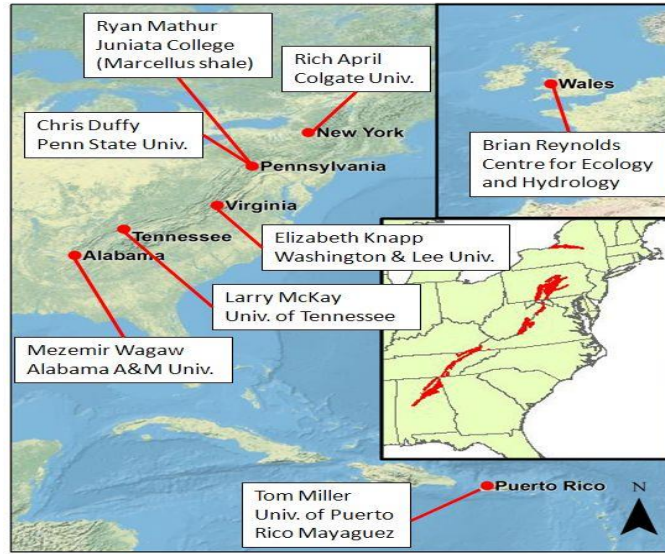 Ryan Mathur
Juniata College
(Marcellus shale)
Rich April
Colgate Univ.
Wales
Chris Duffy
Penn State Univ.
New York
Pennsylvania
Brian Reynolds
Centre for Ecology
and Hydrology
Virginia
Tennessee
Elizabeth Knapp
Washington & Lee Univ.
Alabama
Larry McKay
Univ. of Tennessee
Mezemir Wagaw
Alabama A&M Univ.
Tom Miller
Univ. of Puerto
Rico Mayaguez
Puerto Rico
N